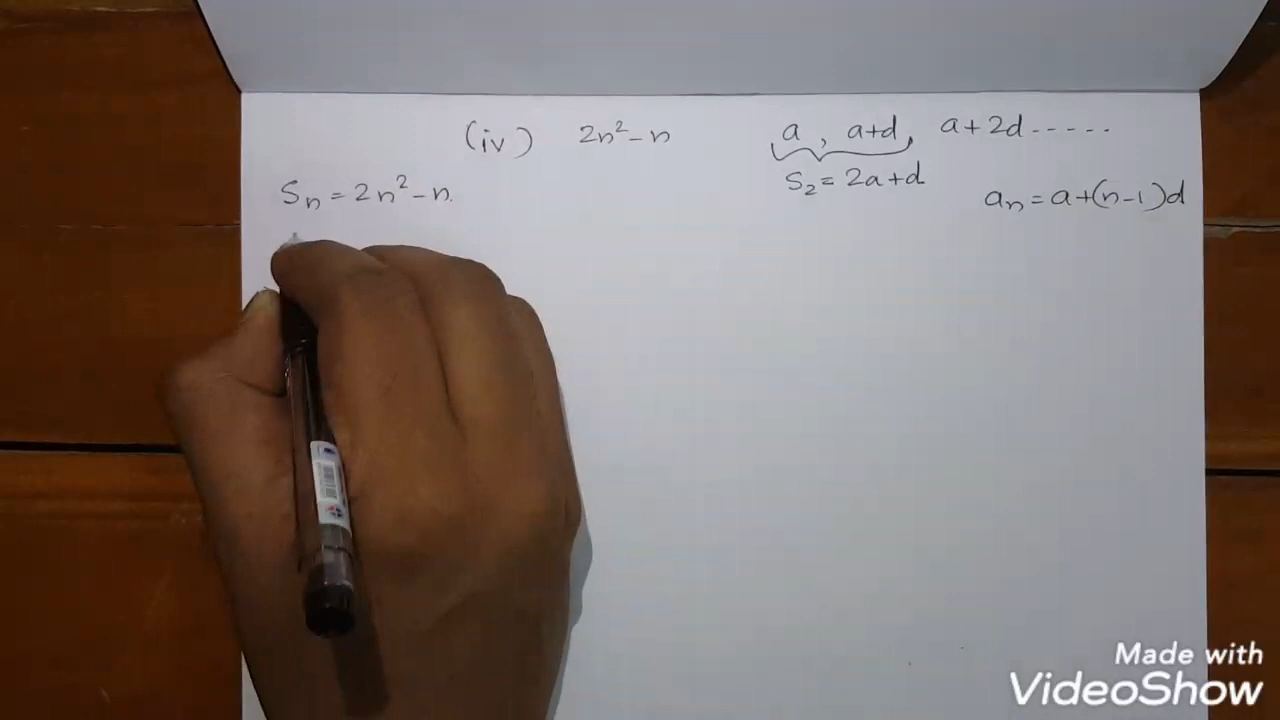 (iv) 2n² - n a , a+d, a + 2d -----
Sₙ = 2n² - n. S₂ = 2a + d aₙ = a + (n-1)d
Made with
VideoShow